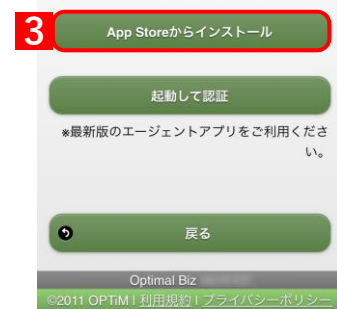 3
App Storeからインストール
起動して認証
※最新版のエージェントアプリをご利用くださ
い。
戻る
Optimal Biz
©2011 OPTiM | 利用規約 | プライバシーポリシー